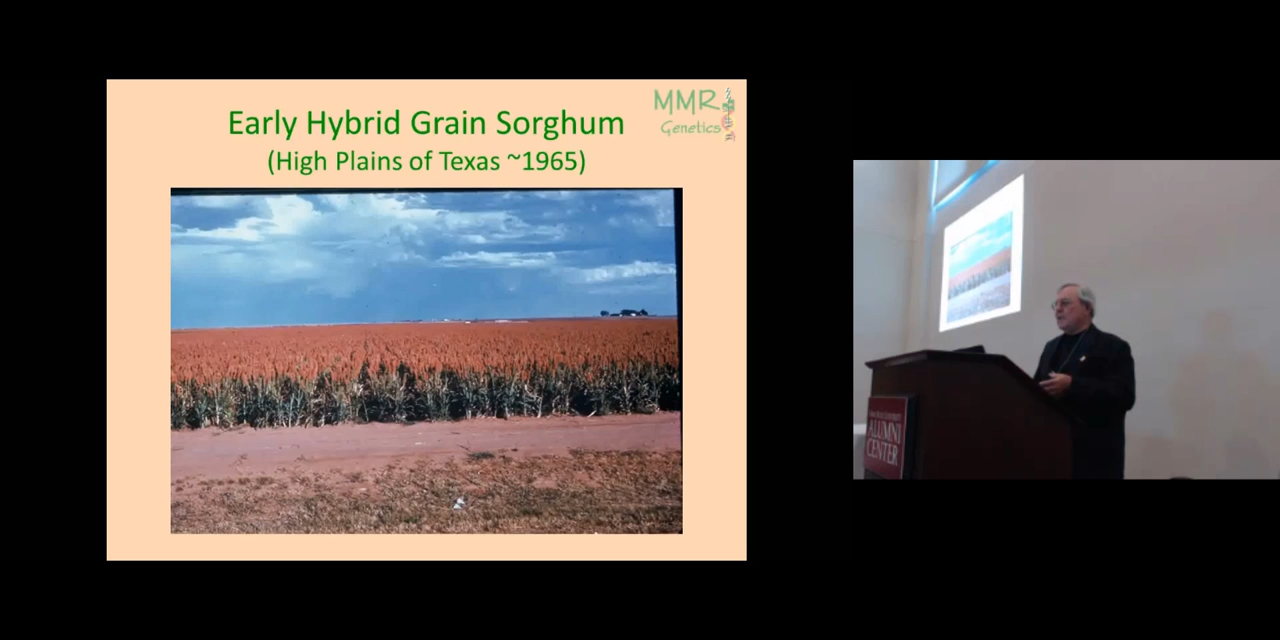 Early Hybrid Grain Sorghum
(High Plains of Texas ~1965)
MMR
Genetics
ALUMNI
CENTER